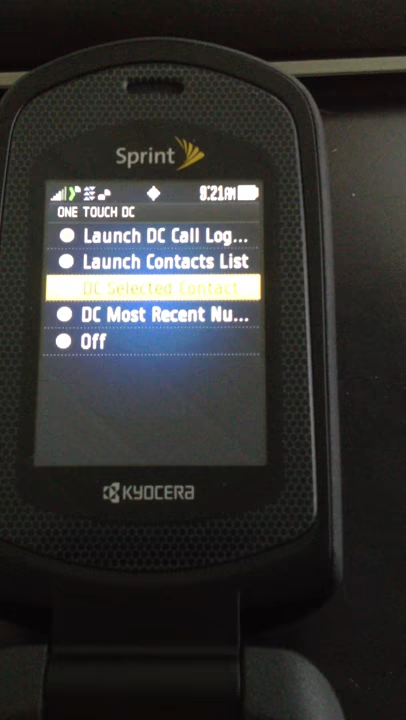 Sprint
9:21AM
ONE TOUCH DC
Launch DC Call Log...
Launch Contacts List
DC Selected Contact
DC Most Recent Nu...
Off
KYOCERA